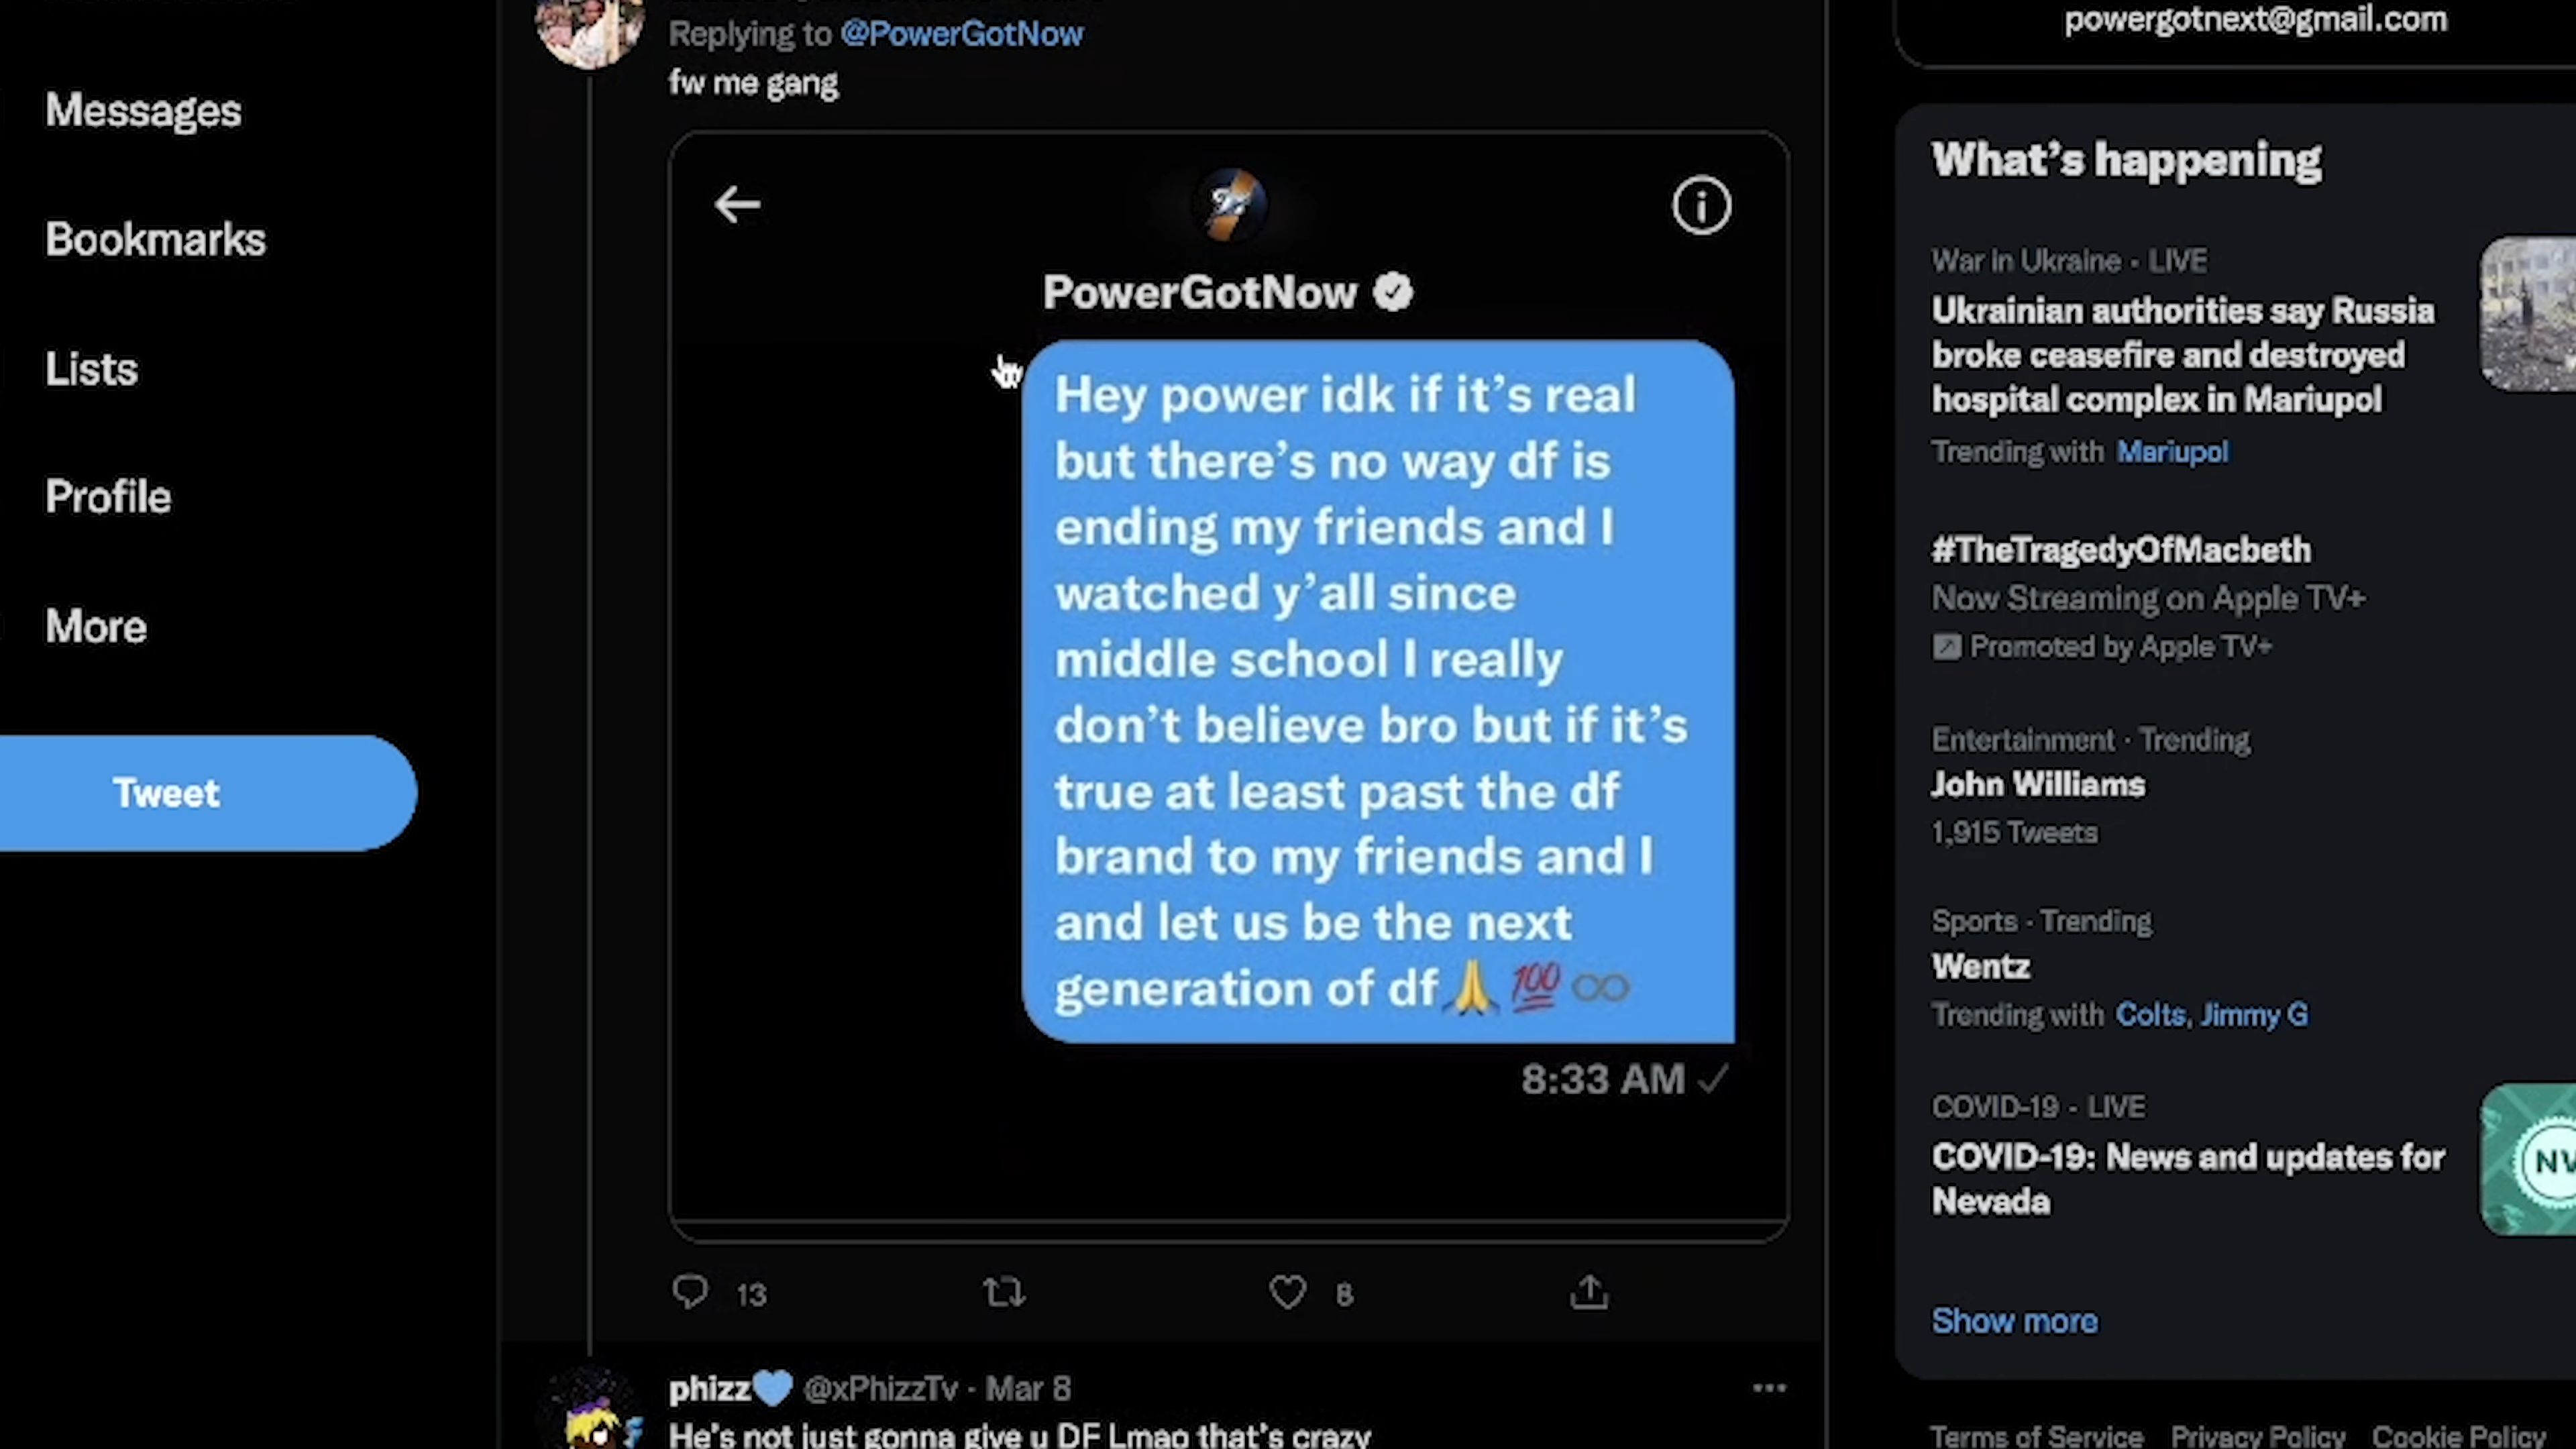 Replying to @PowerGotNow
fw me gang
PowerGotNow
Hey power idk if it's real
but there's no way df is
ending my friends and I
watched y'all since
middle school I really
don't believe bro but if it's
true at least past the df
brand to my friends and I
and let us be the next
generation of df🙏 💯 ♾
8:33 AM ✓
13
8
phizz💙 @xPhizzTv · Mar 8
He's not just gonna give u DF Lmao that's crazy
Messages
Bookmarks
Lists
Profile
More
Tweet
powergotnext@gmail.com
What's happening
War in Ukraine · LIVE
Ukrainian authorities say Russia
broke ceasefire and destroyed
hospital complex in Mariupol
Trending with Mariupol
#TheTragedyOfMacbeth
Now Streaming on Apple TV+
Promoted by Apple TV+
Entertainment · Trending
John Williams
1,915 Tweets
Sports · Trending
Wentz
Trending with Colts, Jimmy G
COVID-19 · LIVE
COVID-19: News and updates for
Nevada
NV
Show more
Terms of Service Privacy Policy Cookie Policy